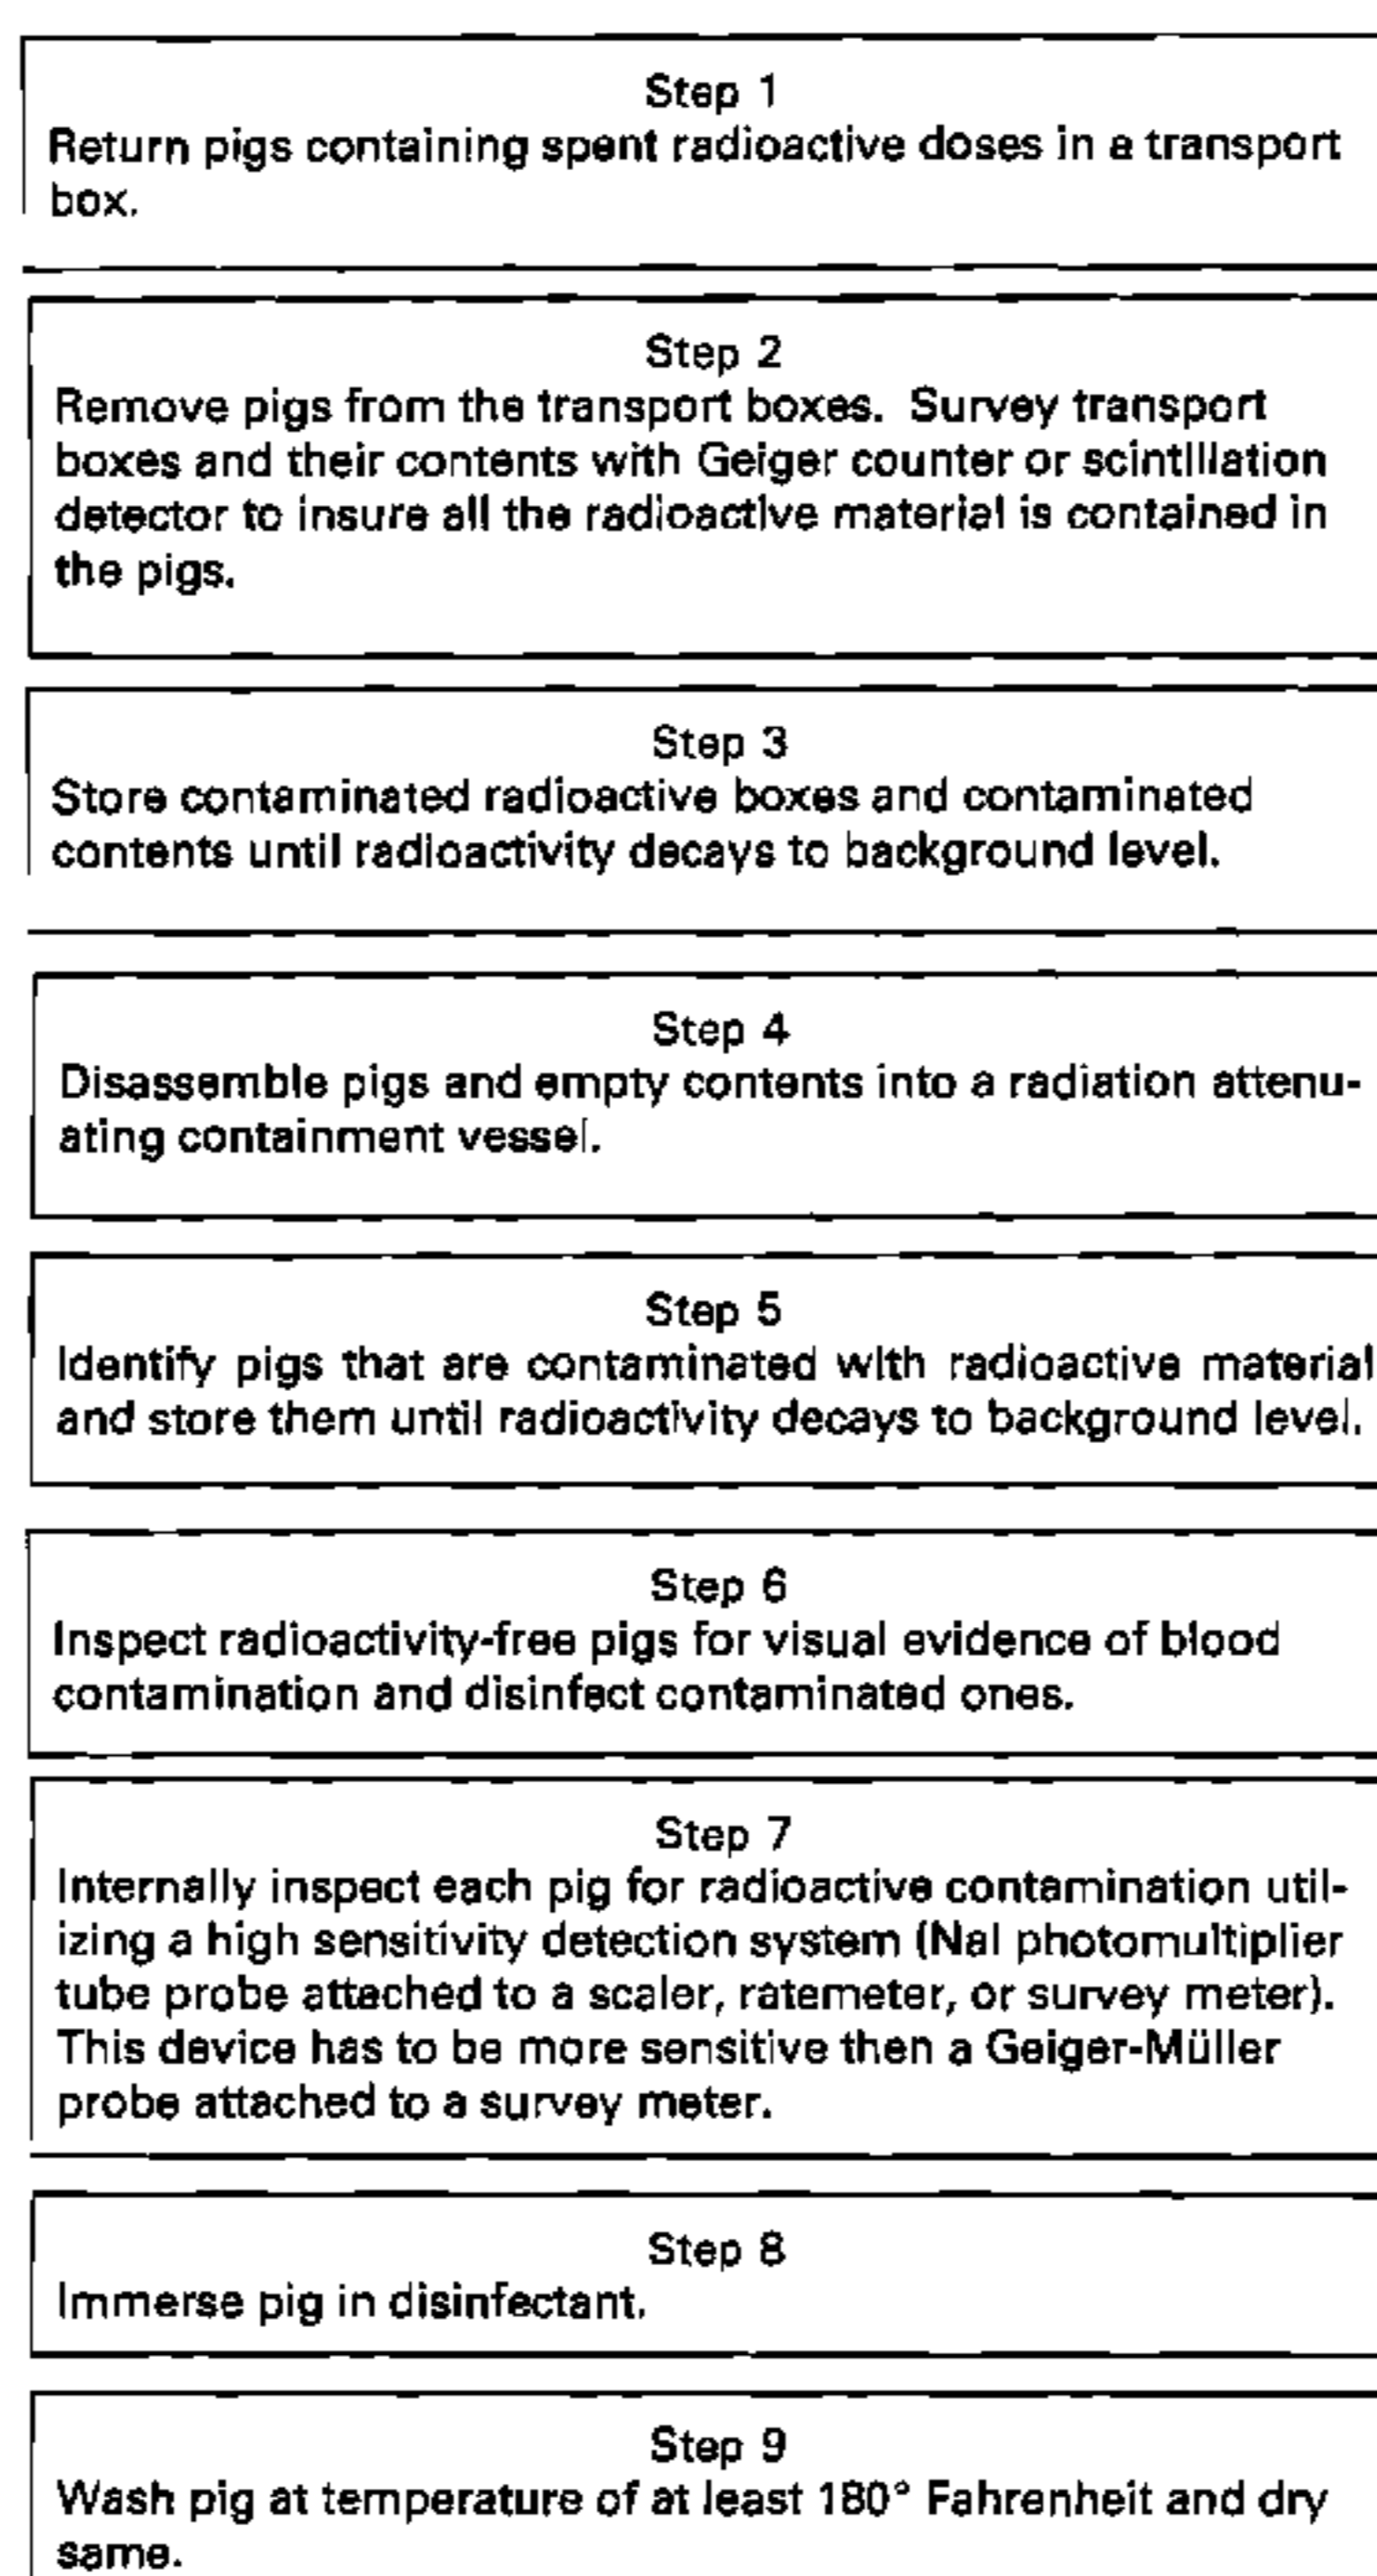 Step 1
Return pigs containing spent radioactive doses in a transport
box.
Step 2
Remove pigs from the transport boxes. Survey transport
boxes and their contents with Geiger counter or scintillation
detector to insure all the radioactive material is contained in
the pigs.
Step 3
Store contaminated radioactive boxes and contaminated
contents until radioactivity decays to background level.
Step 4
Disassemble pigs and empty contents into a radiation attenu-
ating containment vessel.
Step 5
Identify pigs that are contaminated with radioactive material
and store them until radioactivity decays to background level.
Step 6
Inspect radioactivity-free pigs for visual evidence of blood
contamination and disinfect contaminated ones.
Step 7
Internally inspect each pig for radioactive contamination util-
izing a high sensitivity detection system (NaI photomultiplier
tube probe attached to a scaler, ratemeter, or survey meter).
This device has to be more sensitive then a Geiger-Müller
probe attached to a survey meter.
Step 8
Immerse pig in disinfectant.
Step 9
Wash pig at temperature of at least 180° Fahrenheit and dry
same.